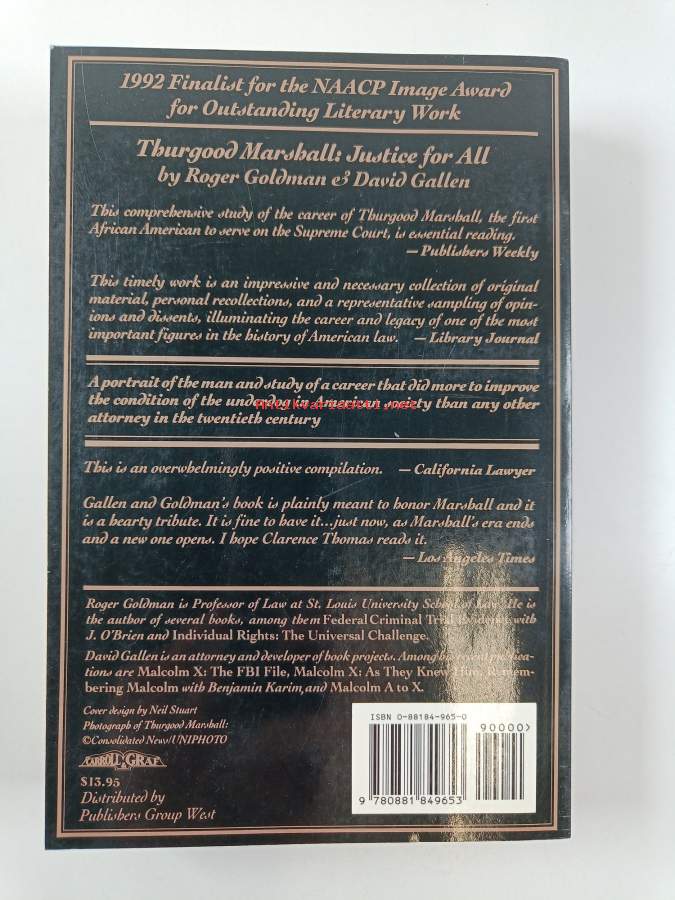 1992 Finalist for the NAACP Image Award
for Outstanding Literary Work
Thurgood Marshall: Justice for All
by Roger Goldman & David Gallen
This comprehensive study of the career of Thurgood Marshall, the first
African American to serve on the Supreme Court, is essential reading.
— Publishers Weekly
This timely work is an impressive and necessary collection of original
material, personal recollections, and a representative sampling of opin-
ions and dissents, illuminating the career and legacy of one of the most
important figures in the history of American law. — Library Journal
A portrait of the man and study of a career that did more to improve
the condition of the underdog in American society than any other
attorney in the twentieth century
Antikvariaatti.net
This is an overwhelmingly positive compilation. — California Lawyer
Gallen and Goldman's book is plainly meant to honor Marshall and it
is a hearty tribute. It is fine to have it...just now, as Marshall's era ends
and a new one opens. I hope Clarence Thomas reads it.
— Los Angeles Times
Roger Goldman is Professor of Law at St. Louis University School of Law. He is
the author of several books, among them Federal Criminal Trial Evidence with
J. O'Brien and Individual Rights: The Universal Challenge.
David Gallen is an attorney and developer of book projects. Among his recent publica-
tions are Malcolm X: The FBI File, Malcolm X: As They Knew Him, Remem-
bering Malcolm with Benjamin Karim, and Malcolm A to X.
Cover design by Neil Stuart
Photograph of Thurgood Marshall:
©Consolidated News/UNIPHOTO
CARROLL & GRAF
$13.95
Distributed by
Publishers Group West
ISBN 0-88184-965-0
90000>
9 780881 849653